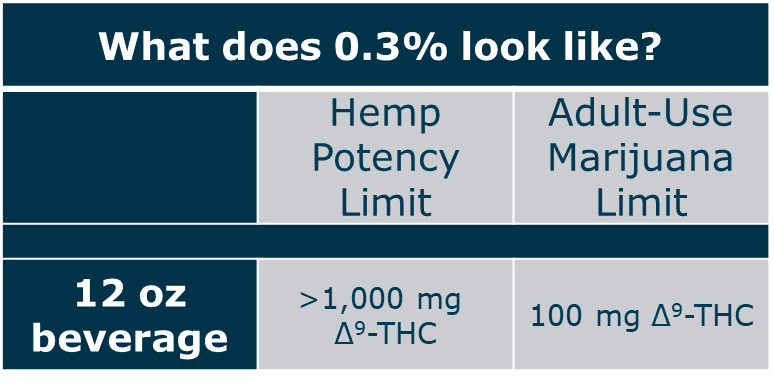 What does 0.3% look like?
Hemp
Potency
Limit
Adult-Use
Marijuana
Limit
12 oz
beverage
>1,000 mg
Δ⁹-THC
100 mg Δ⁹-THC